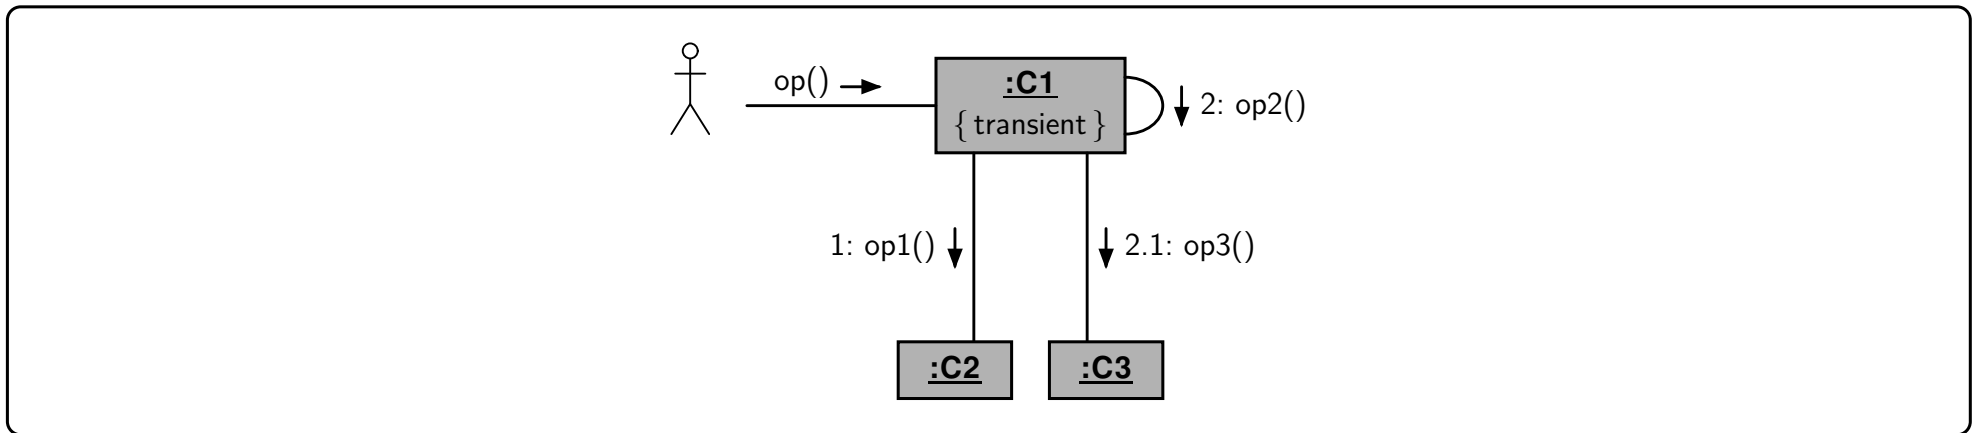 op()
:C1
{ transient }
2: op2()
1: op1()
2.1: op3()
:C2
:C3